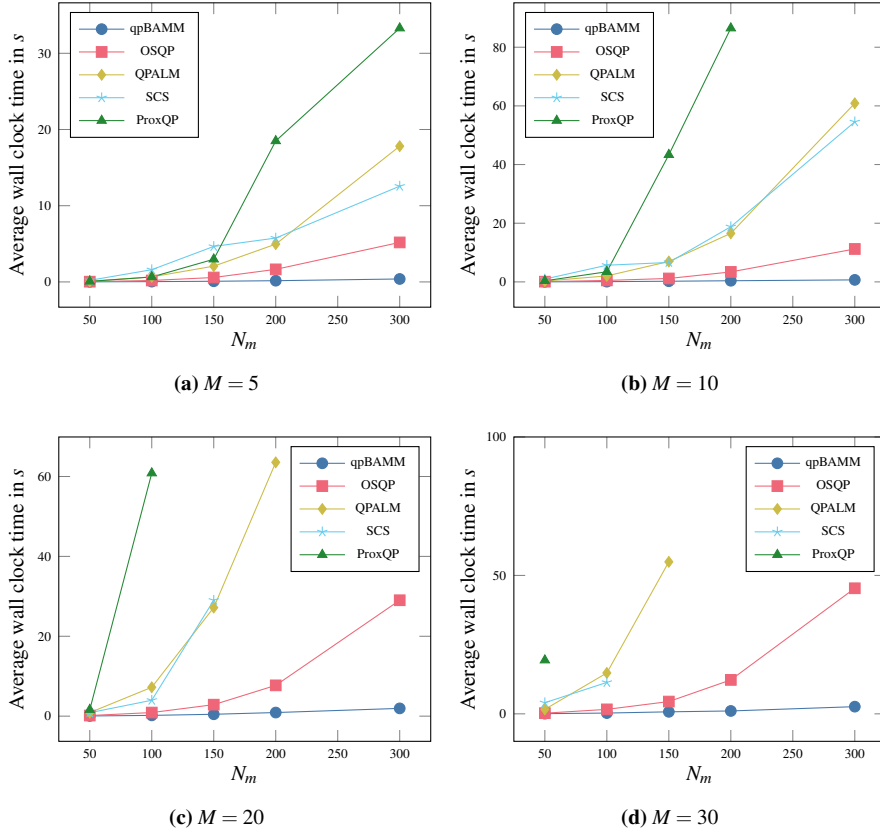 qpBAMM
OSQP
QPALM
SCS
ProxQP
Average wall clock time in s
30
20
10
0
50 100 150 200 300
N_m
(a) M = 5
qpBAMM
OSQP
QPALM
SCS
ProxQP
Average wall clock time in s
80
60
40
20
0
50 100 150 200 300
N_m
(b) M = 10
qpBAMM
OSQP
QPALM
SCS
ProxQP
Average wall clock time in s
60
40
20
0
50 100 150 200 300
N_m
(c) M = 20
qpBAMM
OSQP
QPALM
SCS
ProxQP
Average wall clock time in s
100
50
0
50 100 150 200 300
N_m
(d) M = 30